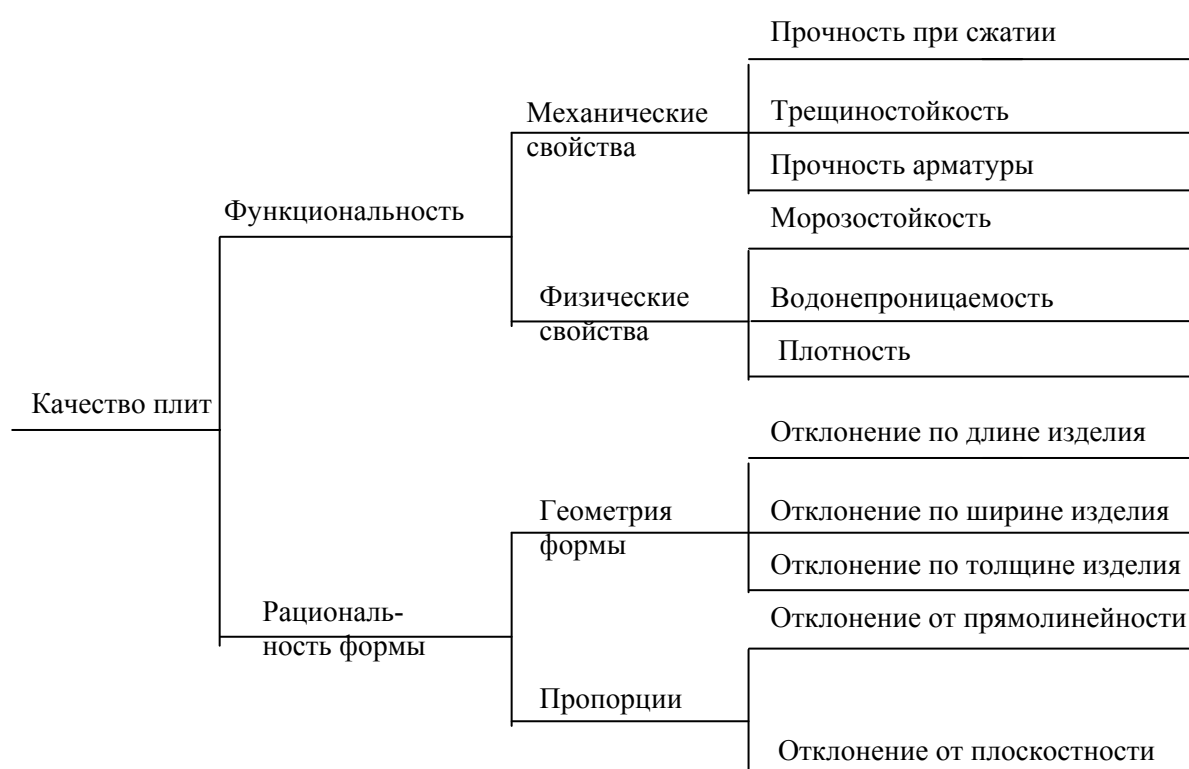 Прочность при сжатии
Механические
свойства
Трещиностойкость
Прочность арматуры
Функциональность
Морозостойкость
Физические
свойства
Водонепроницаемость
Плотность
Качество плит
Отклонение по длине изделия
Геометрия
формы
Отклонение по ширине изделия
Отклонение по толщине изделия
Рациональ-
ность формы
Отклонение от прямолинейности
Пропорции
Отклонение от плоскостности